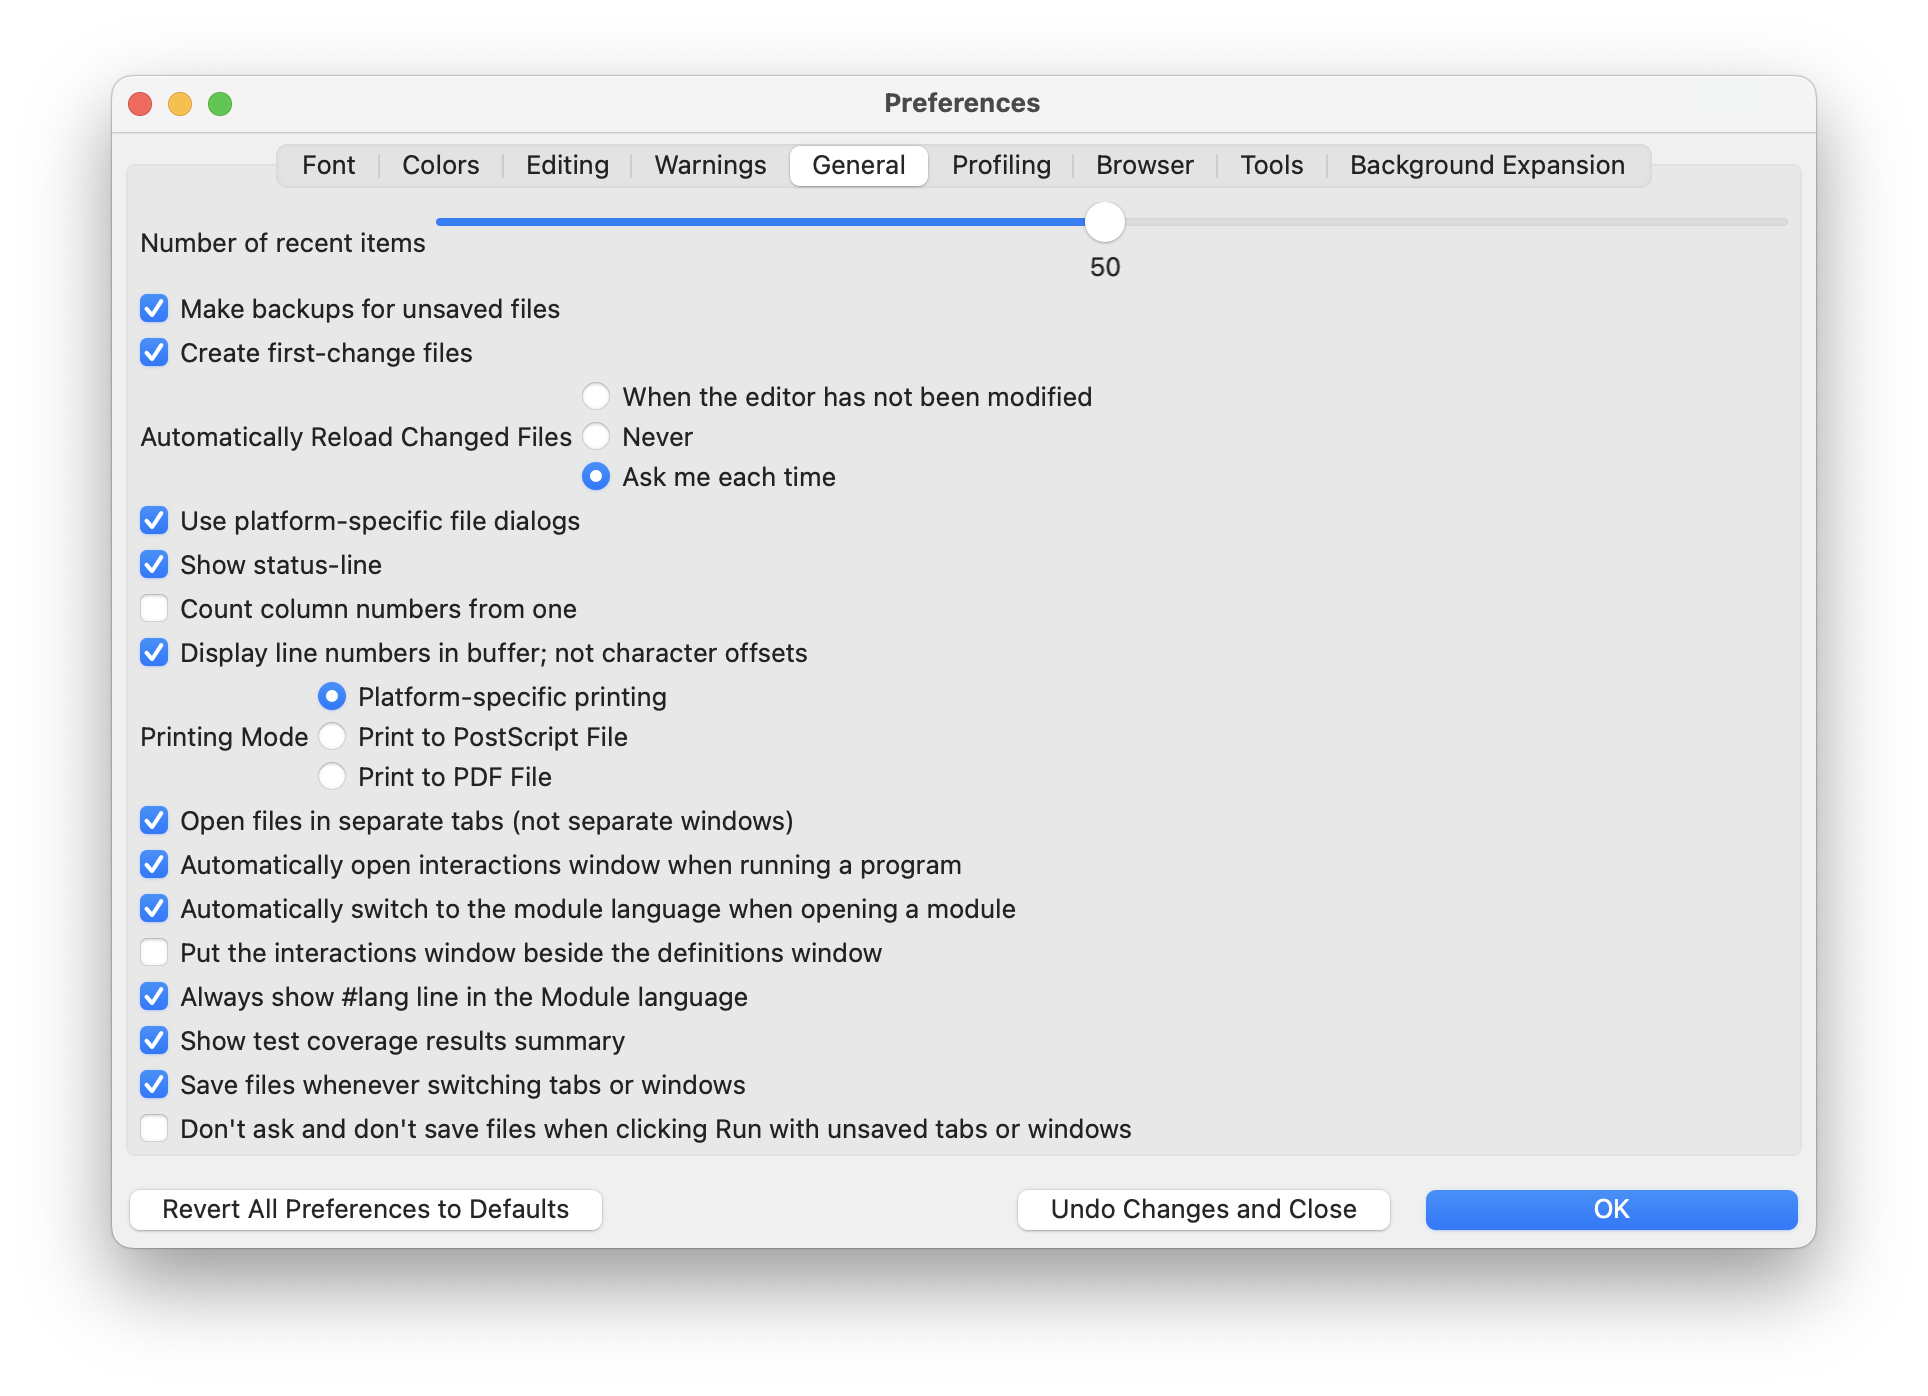 Preferences
Font Colors Editing Warnings General Profiling Browser Tools Background Expansion
Number of recent items
50
Make backups for unsaved files
Create first-change files
When the editor has not been modified
Automatically Reload Changed Files Never
Ask me each time
Use platform-specific file dialogs
Show status-line
Count column numbers from one
Display line numbers in buffer; not character offsets
Platform-specific printing
Printing Mode Print to PostScript File
Print to PDF File
Open files in separate tabs (not separate windows)
Automatically open interactions window when running a program
Automatically switch to the module language when opening a module
Put the interactions window beside the definitions window
Always show #lang line in the Module language
Show test coverage results summary
Save files whenever switching tabs or windows
Don't ask and don't save files when clicking Run with unsaved tabs or windows
Revert All Preferences to Defaults Undo Changes and Close OK